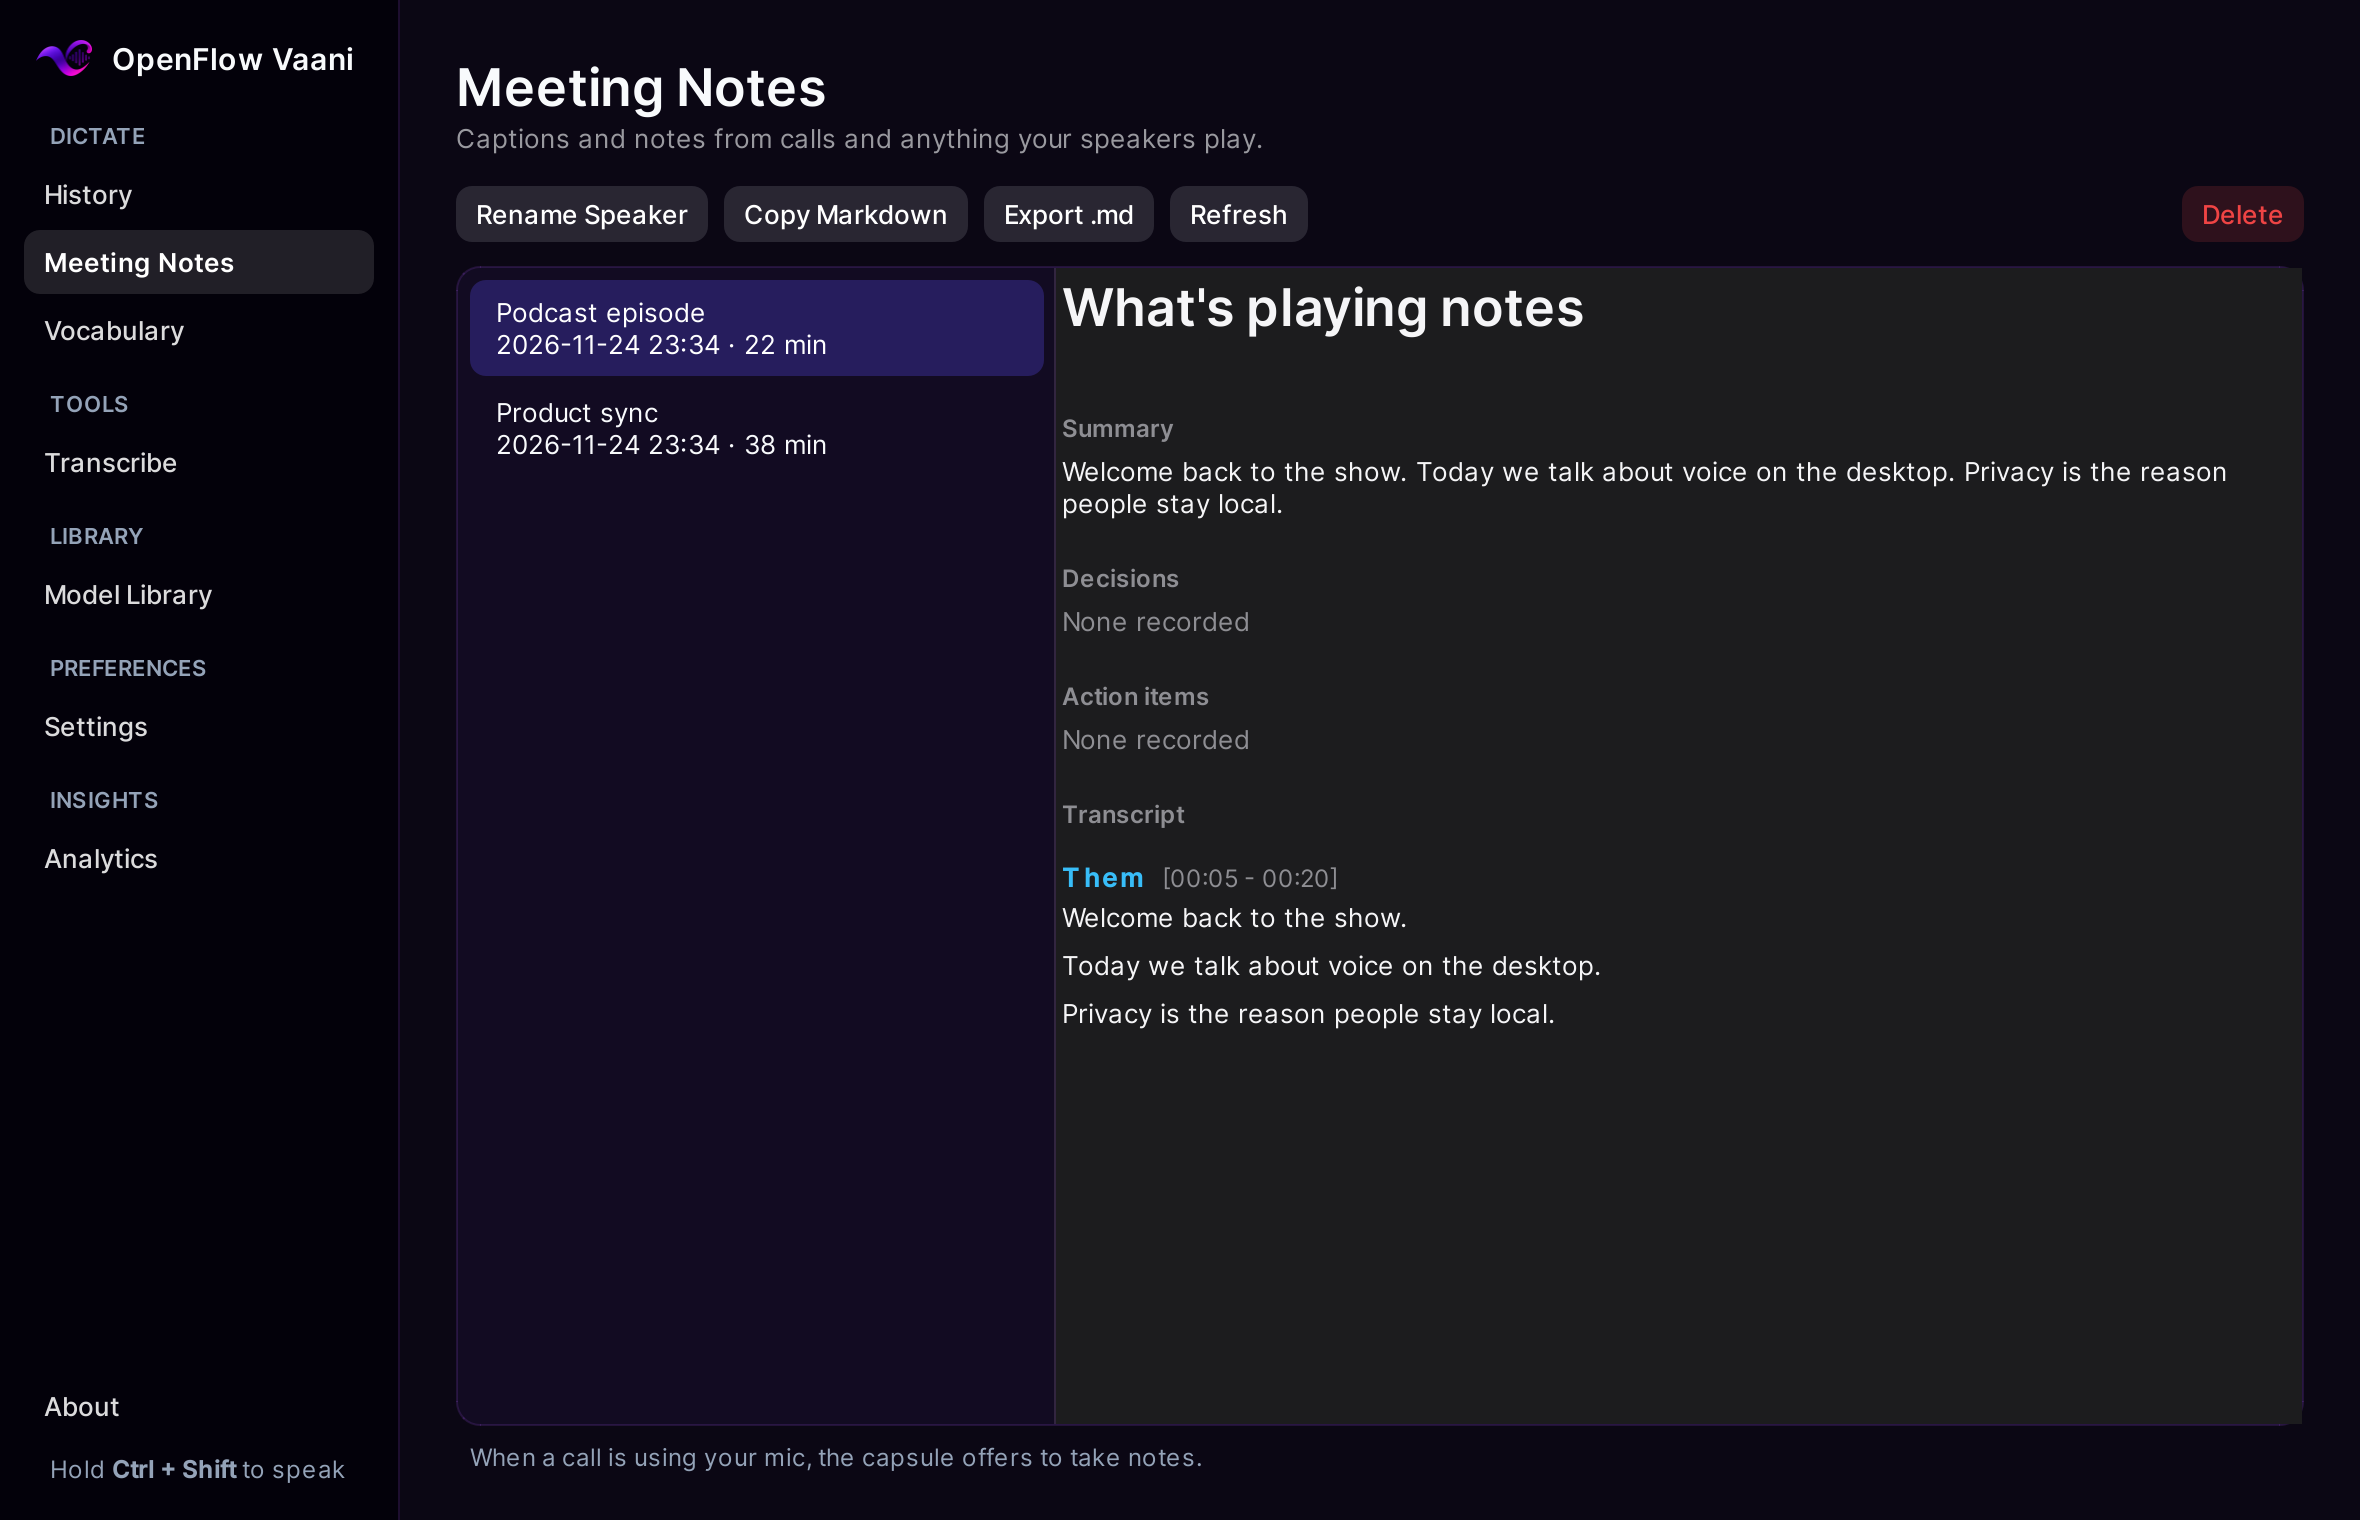 OpenFlow Vaani
DICTATE
History
Meeting Notes
Vocabulary
TOOLS
Transcribe
LIBRARY
Model Library
PREFERENCES
Settings
INSIGHTS
Analytics
About
Hold Ctrl + Shift to speak
Meeting Notes
Captions and notes from calls and anything your speakers play.
Rename Speaker
Copy Markdown
Export .md
Refresh
Delete
Podcast episode
2026-11-24 23:34 · 22 min
Product sync
2026-11-24 23:34 · 38 min
What's playing notes
Summary
Welcome back to the show. Today we talk about voice on the desktop. Privacy is the reason
people stay local.
Decisions
None recorded
Action items
None recorded
Transcript
Them [00:05 - 00:20]
Welcome back to the show.
Today we talk about voice on the desktop.
Privacy is the reason people stay local.
When a call is using your mic, the capsule offers to take notes.